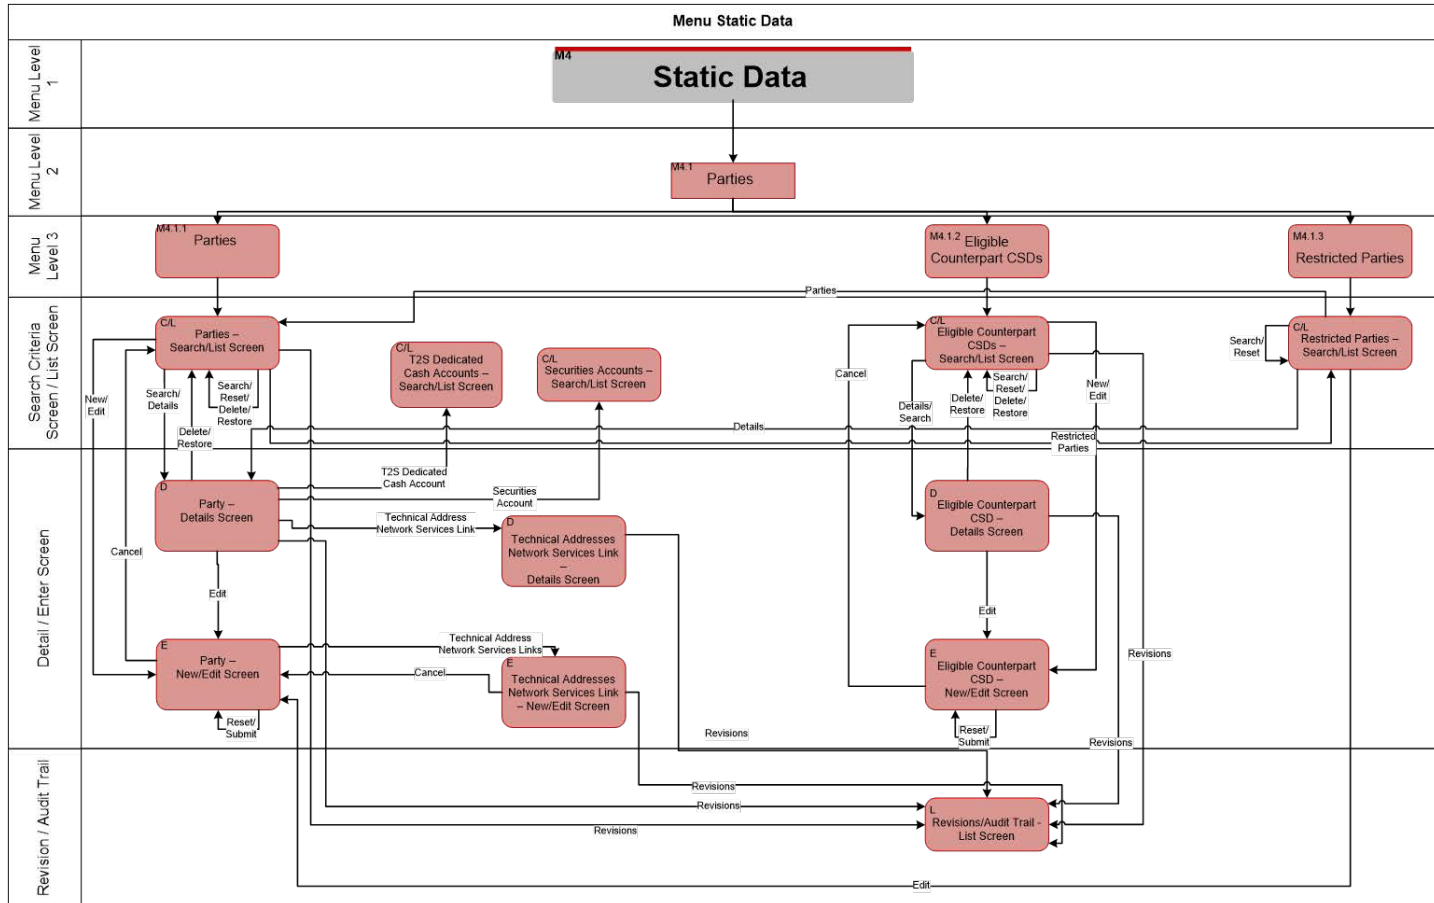 Menu Static Data
Menu Level
1
M4
Static Data
Menu Level
2
M4.1
Parties
Menu
Level 3
M4.1.1
Parties
M4.1.2
Eligible
Counterpart CSDs
M4.1.3
Restricted Parties
Parties
Search Criteria
Screen / List Screen
C/L
Parties –
Search/List Screen
C/L
T2S Dedicated
Cash Accounts –
Search/List Screen
C/L
Securities Accounts –
Search/List Screen
C/L
Eligible Counterpart
CSDs –
Search/List Screen
C/L
Restricted Parties –
Search/List Screen
Search/
Reset
New/
Edit
Search/
Details
Search/
Reset/
Delete/
Restore
Delete/
Restore
Cancel
Details/
Search
Delete/
Restore
Search/
Reset/
Delete/
Restore
New/
Edit
Details
Restricted
Parties
Detail / Enter Screen
T2S Dedicated
Cash Account
Securities
Account
D
Party –
Details Screen
Technical Address
Network Services Link
D
Technical Addresses
Network Services Link
–
Details Screen
D
Eligible Counterpart
CSD –
Details Screen
Cancel
Edit
Edit
E
Party –
New/Edit Screen
Technical Address
Network Services Links
Cancel
E
Technical Addresses
Network Services Link
– New/Edit Screen
E
Eligible Counterpart
CSD –
New/Edit Screen
Revisions
Reset/
Submit
Revisions
Reset/
Submit
Revisions
Revision / Audit Trail
Revisions
Revisions
Revisions
L
Revisions/Audit Trail -
List Screen
Edit